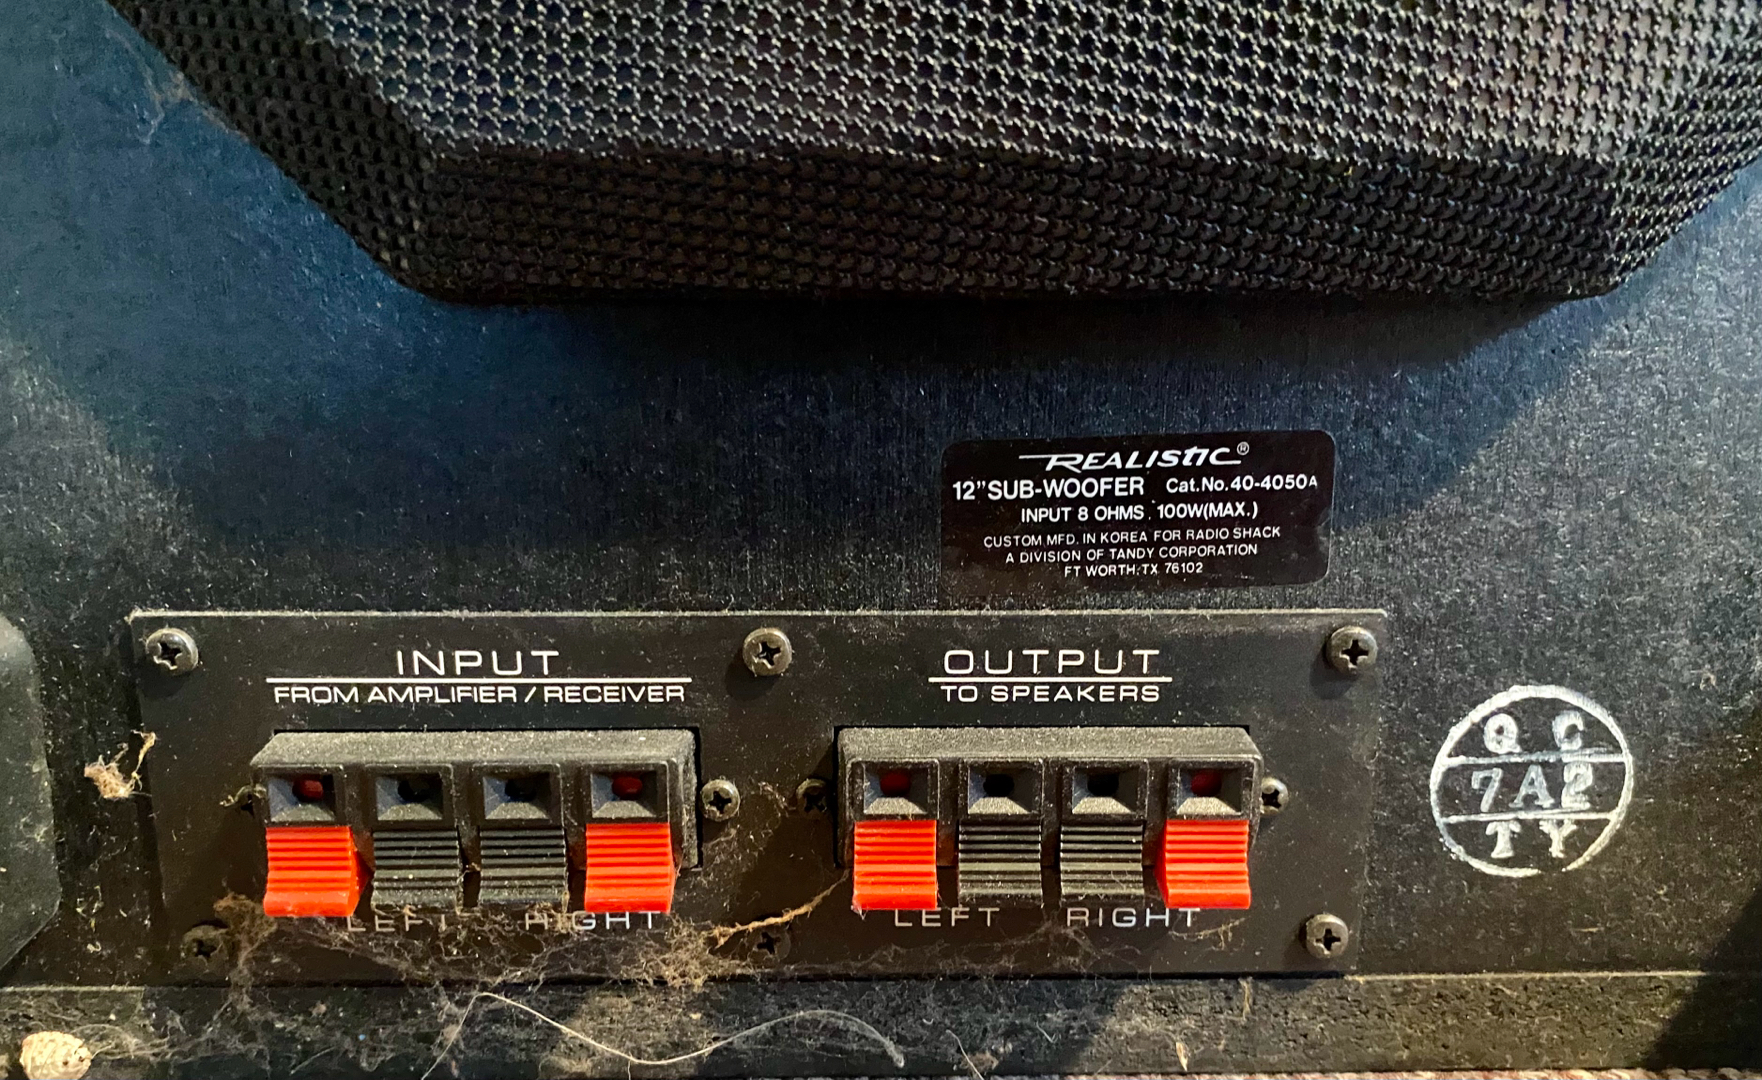 REALISTIC®
12" SUB-WOOFER Cat.No.40-4050A
INPUT 8 OHMS. 100W(MAX.)
CUSTOM MFD. IN KOREA FOR RADIO SHACK
A DIVISION OF TANDY CORPORATION
FT WORTH, TX 76102
INPUT
FROM AMPLIFIER / RECEIVER
LEFT RIGHT
OUTPUT
TO SPEAKERS
LEFT RIGHT
Q C
7A2
TY